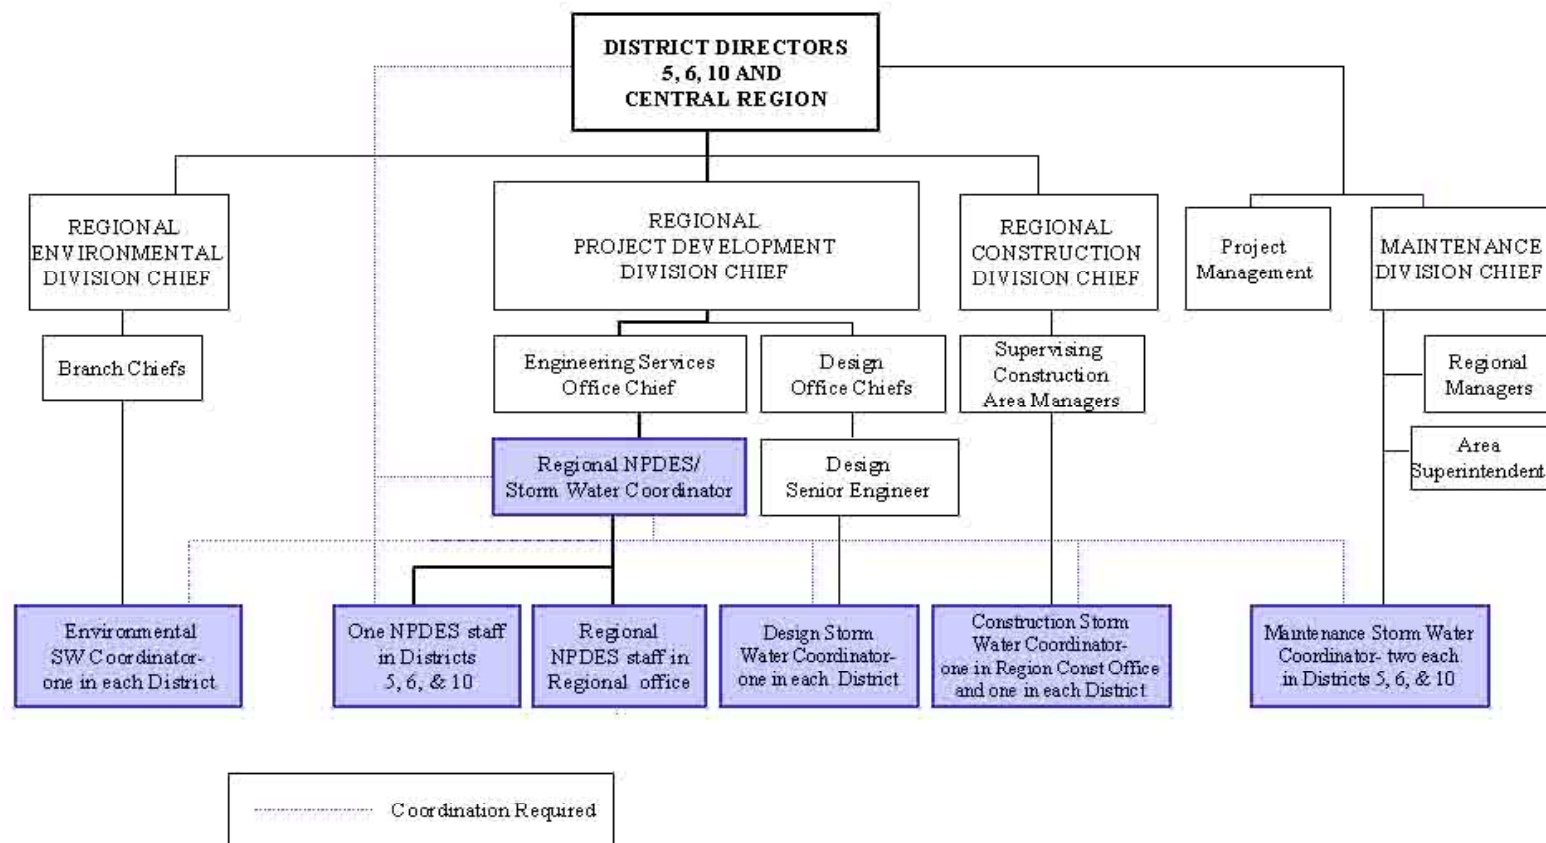 DISTRICT DIRECTORS
5, 6, 10 AND
CENTRAL REGION
REGIONAL
ENVIRONMENTAL
DIVISION CHIEF
REGIONAL
PROJECT DEVELOPMENT
DIVISION CHIEF
REGIONAL
CONSTRUCTION
DIVISION CHIEF
Project
Management
MAINTENANCE
DIVISION CHIEF
Branch Chiefs
Engineering Services
Office Chief
Design
Office Chiefs
Supervising
Construction
Area Managers
Regional
Managers
Regional NPDES/
Storm Water Coordinator
Design
Senior Engineer
Area
Superintendent
Environmental
SW Coordinator-
one in each District
One NPDES staff
in Districts
5, 6, & 10
Regional
NPDES staff in
Regional office
Design Storm
Water Coordinator-
one in each District
Construction Storm
Water Coordinator-
one in Region Const Office
and one in each District
Maintenance Storm Water
Coordinator- two each
in Districts 5, 6, & 10
Coordination Required